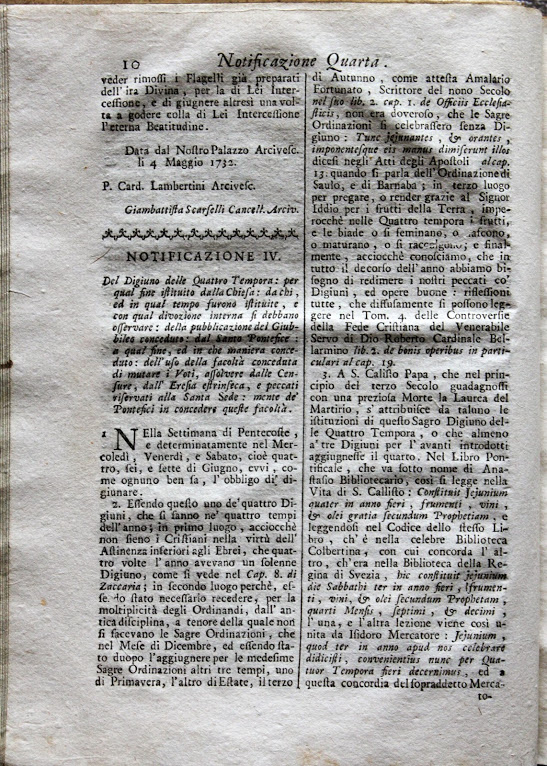 10
Notificazione Quarta.
veder rimossi i Flagelli già preparati
dell'ira Divina, per la di Lei Inter-
cessione, e di giugnere altresì una vol-
ta a godere colla di Lei Intercessione
l'eterna Beatitudine.
Data dal Nostro Palazzo Arcivesc.
li 4 Maggio 1732.
P. Card. Lambertini Arcivesc.
Giambattista Scarselli Cancell. Arciv.
NOTIFICAZIONE IV.
Del Digiuno delle Quattro Tempora: per
qual fine istituito dalla Chiesa: da chi,
ed in qual tempo furono istituite, e
con qual divozione interna si debbano
osservare: della pubblicazione del Giub-
bileo conceduto: dal Santo Pontefice:
a qual fine, ed in che maniera conce-
duto: dell'uso della facoltà conceduta
di mutare i Voti, assolvere dalle Cen-
sure, dall'Eresia estrinseca, e peccati
riservati alla Santa Sede: mente de'
Pontefici in concedere queste facoltà.
1 NElla Settimana di Pentecoste,
e determinatamente nel Mer-
coledì, Venerdì, e Sabato, cioè quat-
tro, sei, e sette di Giugno, evvi, co-
me ognuno ben sa, l'obbligo di di-
giunare.
2. Essendo questo uno de' quattro Di-
giuni, che si fanno ne' quattro tempi
dell'anno; in primo luogo, acciocchè
non sieno i Cristiani nella virtù dell'
Astinenza inferiori agli Ebrei, che quat-
tro volte l'anno avevano un solenne
Digiuno, come si vede nel Cap. 8. di
Zaccaria; in secondo luogo perchè, es-
sendo stato necessario recedere, per la
moltiplicità degli Ordinandi, dall'an-
tica disciplina, a tenore della quale non
si facevano le Sagre Ordinazioni, che
nel Mese di Dicembre, ed essendo sta-
to duopo l'aggiugnere per le medesime
Sagre Ordinazioni altri tre tempi, uno
di Primavera, l'altro di Estate, il terzo
di Autunno, come attesta Amalario
Fortunato, Scrittore del nono Secolo
nel suo lib. 2. cap. 1. de Officiis Ecclesia-
sticis, non era doveroso, che le Sagre
Ordinazioni si celebrassero senza Di-
giuno: Tunc jejunantes, & orantes,
imponentesque eis manus dimiserunt illos
dicesi negli Atti degli Apostoli al cap.
13. quando si parla dell'Ordinazione di
Saulo, e di Barnaba; in terzo luogo
per pregare, o render grazie al Signor
Iddio per i frutti della Terra, impe-
rocchè nelle Quattro tempora i frutti,
e le biade o si seminano, o nascono,
o maturano, o si raccolgono; e final-
mente, acciocchè conosciamo, che in
tutto il decorso dell'anno abbiamo bi-
sogno di redimere i nostri peccati co'
Digiuni, ed opere buone: riflessioni
tutte, che diffusamente si possono leg-
gere nel Tom. 4. delle Controversie
della Fede Cristiana del Venerabile
Servo di Dio Roberto Cardinale Bel-
larmino lib. 2. de bonis operibus in parti-
culari al cap. 19.
3. A S. Calisto Papa, che nel prin-
cipio del terzo Secolo guadagnossi
con una preziosa Morte la Laurea del
Martirio, s'attribuisce da taluno le
istituzioni di questo Sagro Digiuno del-
le Quattro Tempora, o che almeno
a' tre Digiuni per l'avanti introdotti
aggiugnesse il quarto. Nel Libro Pon-
tificale, che va sotto nome di Ana-
stasio Bibliotecario, così si legge nella
Vita di S. Callisto: Constituit Jejunium
quater in anno fieri, frumenti, vini,
& olei gratia secundum Prophetiam, e
leggendosi nel Codice dello stesso Li-
bro, ch'è nella celebre Biblioteca
Colbertina, con cui concorda l'al-
tro, ch'era nella Biblioteca della Re-
gina di Svezia, hic constituit jejunium
die Sabbathi ter in anno fieri, frumen-
ti, vini, & olei secundum Prophetiam,
quarti Mensis, septimi, & decimi
l'una, e l'altra lezione viene così u-
nita da Isidoro Mercatore: Jejunium,
quod ter in anno apud nos celebrare
didicisti, convenientius nunc per Qua-
tuor Tempora fieri decernimus, ed a
questa concordia del sopraddetto Merca-
to-